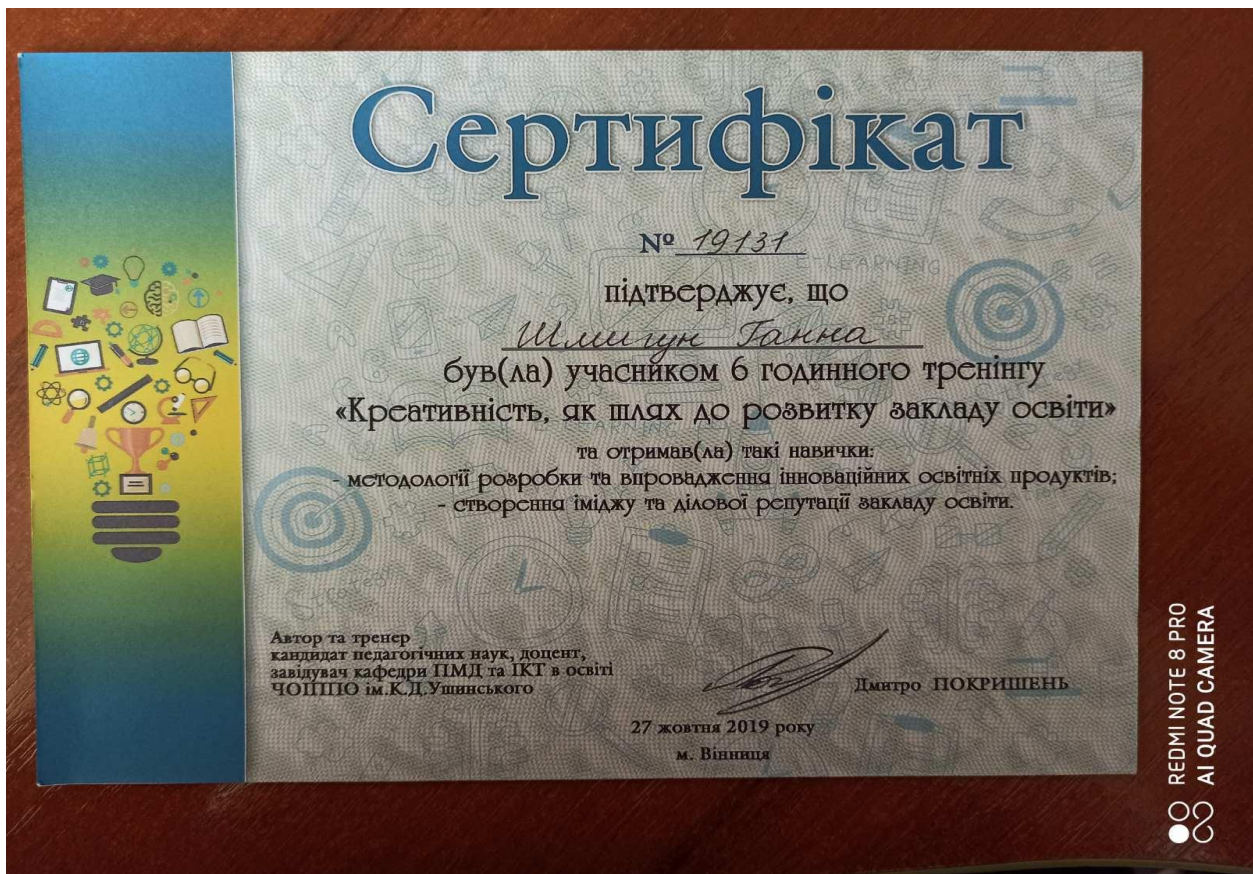 Сертифікат
№ 19131
підтверджує, що
Шмигун Ганна
був(ла) учасником 6 годинного тренінгу
«Креативність, як шлях до розвитку закладу освіти»
та отримав(ла) такі навички:
- методології розробки та впровадження інноваційних освітніх продуктів;
- створення іміджу та ділової репутації закладу освіти.
Автор та тренер
кандидат педагогічних наук, доцент,
завідувач кафедри ПМД та ІКТ в освіті
ЧОІППО ім.К.Д.Ушинського
Дмитро ПОКРИШЕНЬ
27 жовтня 2019 року
м. Вінниця
REDMI NOTE 8 PRO
AI QUAD CAMERA